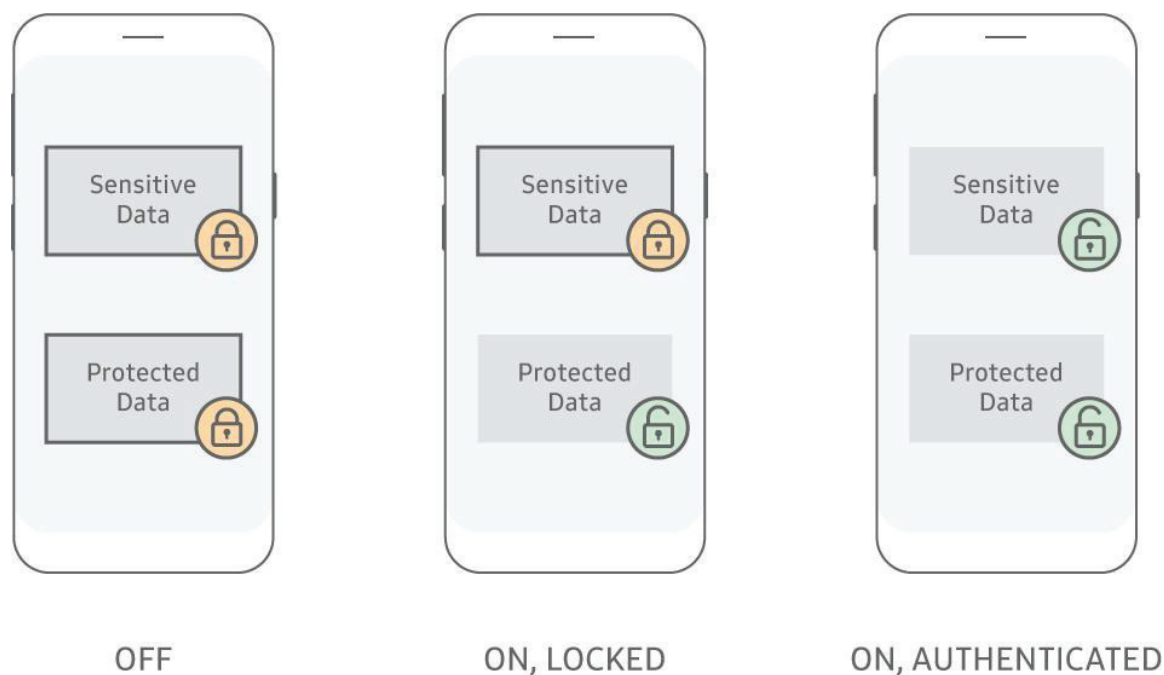 Sensitive
Data
Protected
Data
OFF
Sensitive
Data
Protected
Data
ON, LOCKED
Sensitive
Data
Protected
Data
ON, AUTHENTICATED